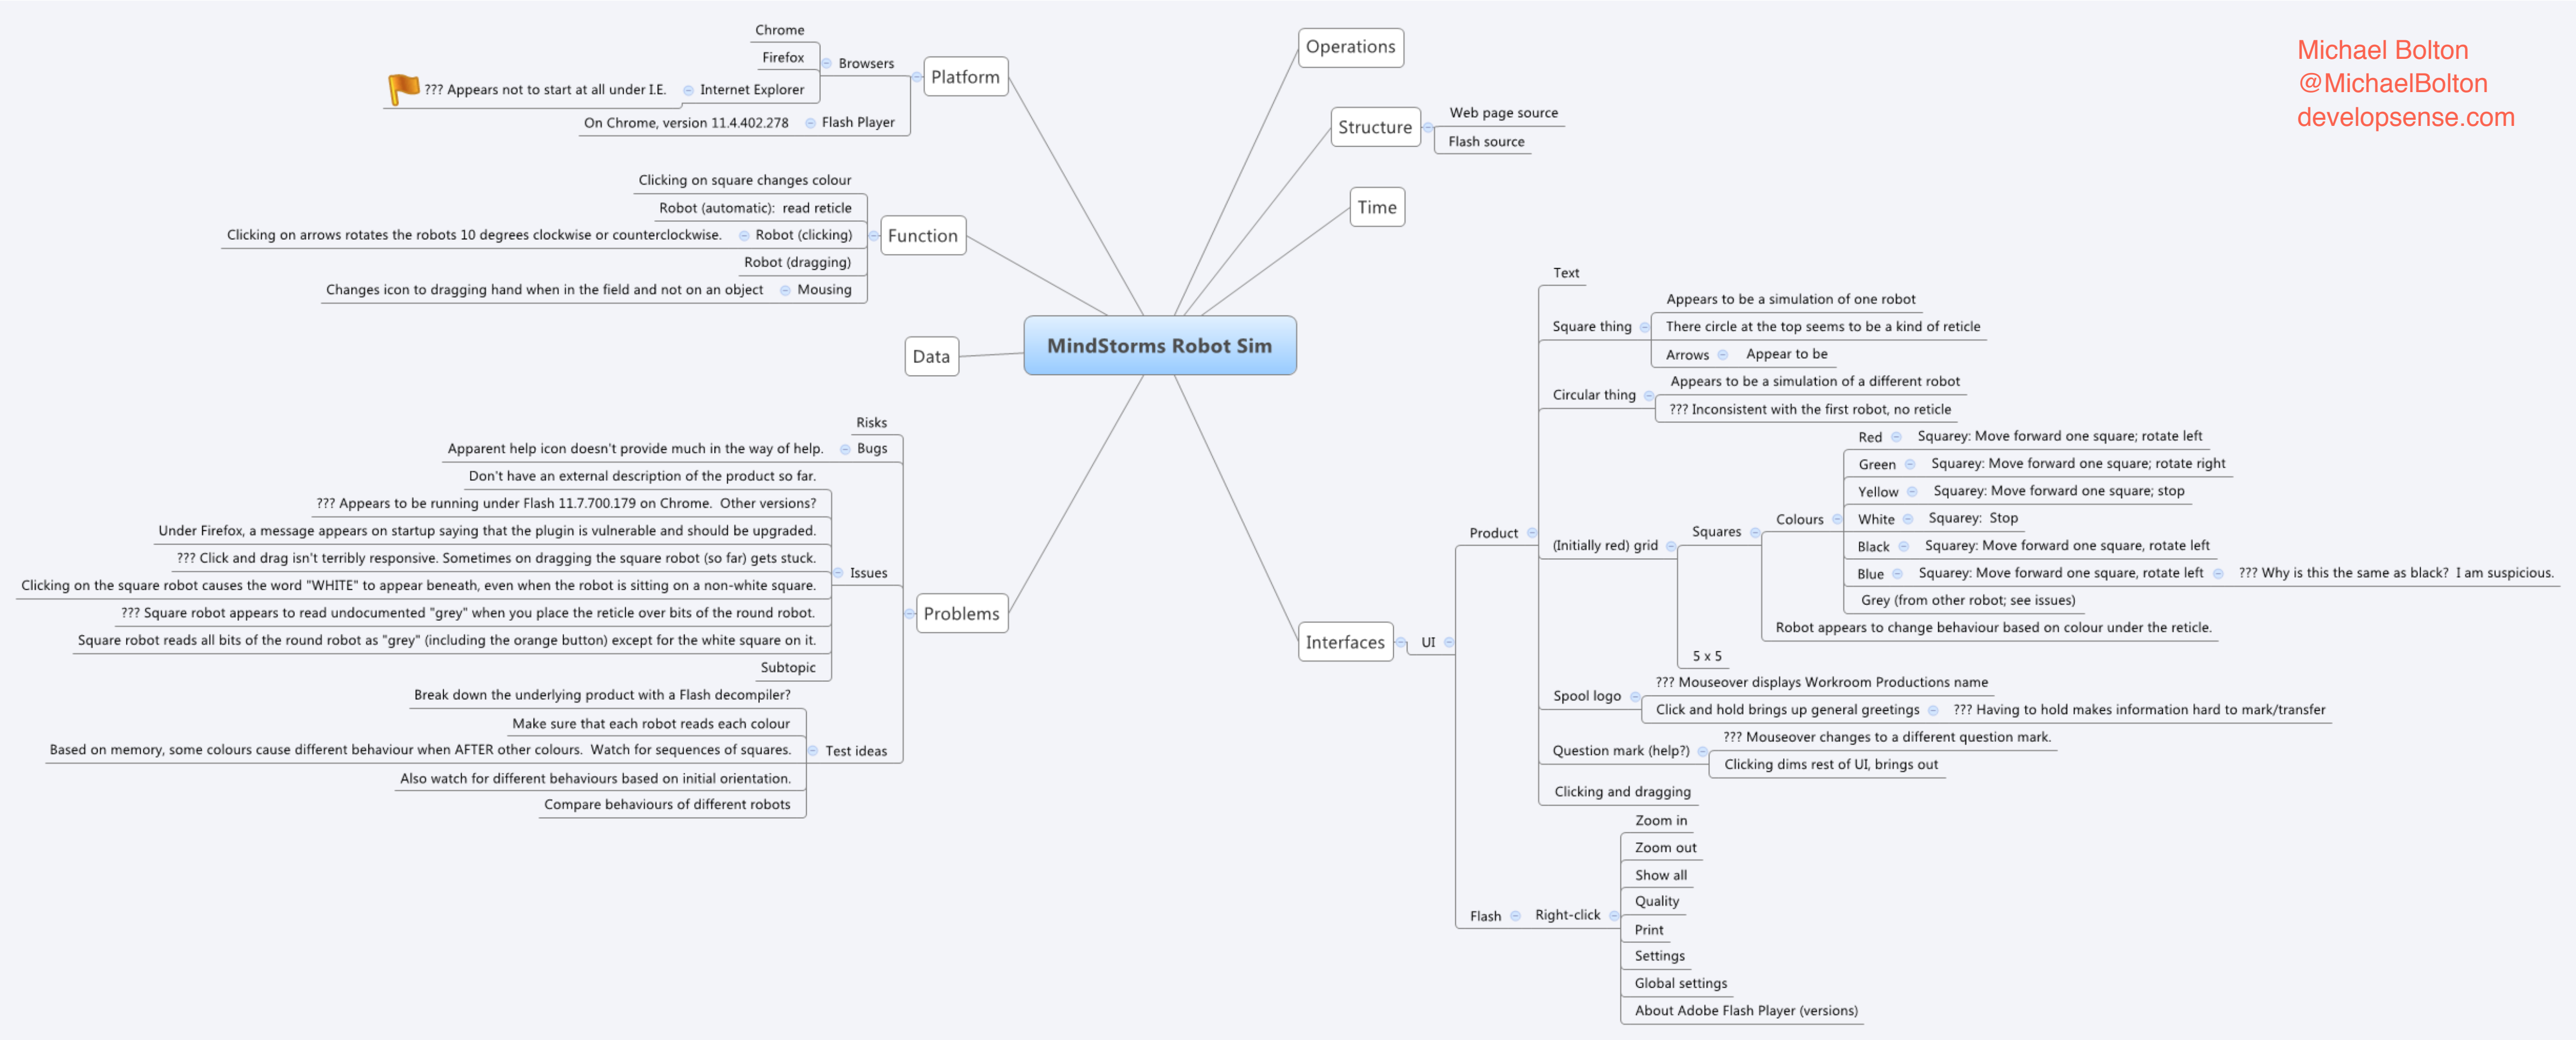 Michael Bolton
@MichaelBolton
developsense.com
MindStorms Robot Sim
Platform
Browsers
Chrome
Firefox
Internet Explorer
??? Appears not to start at all under I.E.
Flash Player
On Chrome, version 11.4.402.278
Function
Clicking on square changes colour
Robot (automatic):  read reticle
Robot (clicking)
Clicking on arrows rotates the robots 10 degrees clockwise or counterclockwise.
Robot (dragging)
Mousing
Changes icon to dragging hand when in the field and not on an object
Data
Problems
Risks
Bugs
Apparent help icon doesn't provide much in the way of help.
Issues
Don't have an external description of the product so far.
??? Appears to be running under Flash 11.7.700.179 on Chrome.  Other versions?
Under Firefox, a message appears on startup saying that the plugin is vulnerable and should be upgraded.
??? Click and drag isn't terribly responsive. Sometimes on dragging the square robot (so far) gets stuck.
Clicking on the square robot causes the word "WHITE" to appear beneath, even when the robot is sitting on a non-white square.
??? Square robot appears to read undocumented "grey" when you place the reticle over bits of the round robot.
Square robot reads all bits of the round robot as "grey" (including the orange button) except for the white square on it.
Subtopic
Test ideas
Break down the underlying product with a Flash decompiler?
Make sure that each robot reads each colour
Based on memory, some colours cause different behaviour when AFTER other colours.  Watch for sequences of squares.
Also watch for different behaviours based on initial orientation.
Compare behaviours of different robots
Operations
Structure
Web page source
Flash source
Time
Interfaces
UI
Product
Text
Square thing
Appears to be a simulation of one robot
There circle at the top seems to be a kind of reticle
Arrows
Appear to be
Circular thing
Appears to be a simulation of a different robot
??? Inconsistent with the first robot, no reticle
(Initially red) grid
Squares
Colours
Red
Squarey: Move forward one square; rotate left
Green
Squarey: Move forward one square; rotate right
Yellow
Squarey: Move forward one square; stop
White
Squarey:  Stop
Black
Squarey: Move forward one square, rotate left
Blue
Squarey: Move forward one square, rotate left
??? Why is this the same as black?  I am suspicious.
Grey (from other robot; see issues)
Robot appears to change behaviour based on colour under the reticle.
5 x 5
Spool logo
??? Mouseover displays Workroom Productions name
Click and hold brings up general greetings
??? Having to hold makes information hard to mark/transfer
Question mark (help?)
??? Mouseover changes to a different question mark.
Clicking dims rest of UI, brings out
Clicking and dragging
Flash
Right-click
Zoom in
Zoom out
Show all
Quality
Print
Settings
Global settings
About Adobe Flash Player (versions)